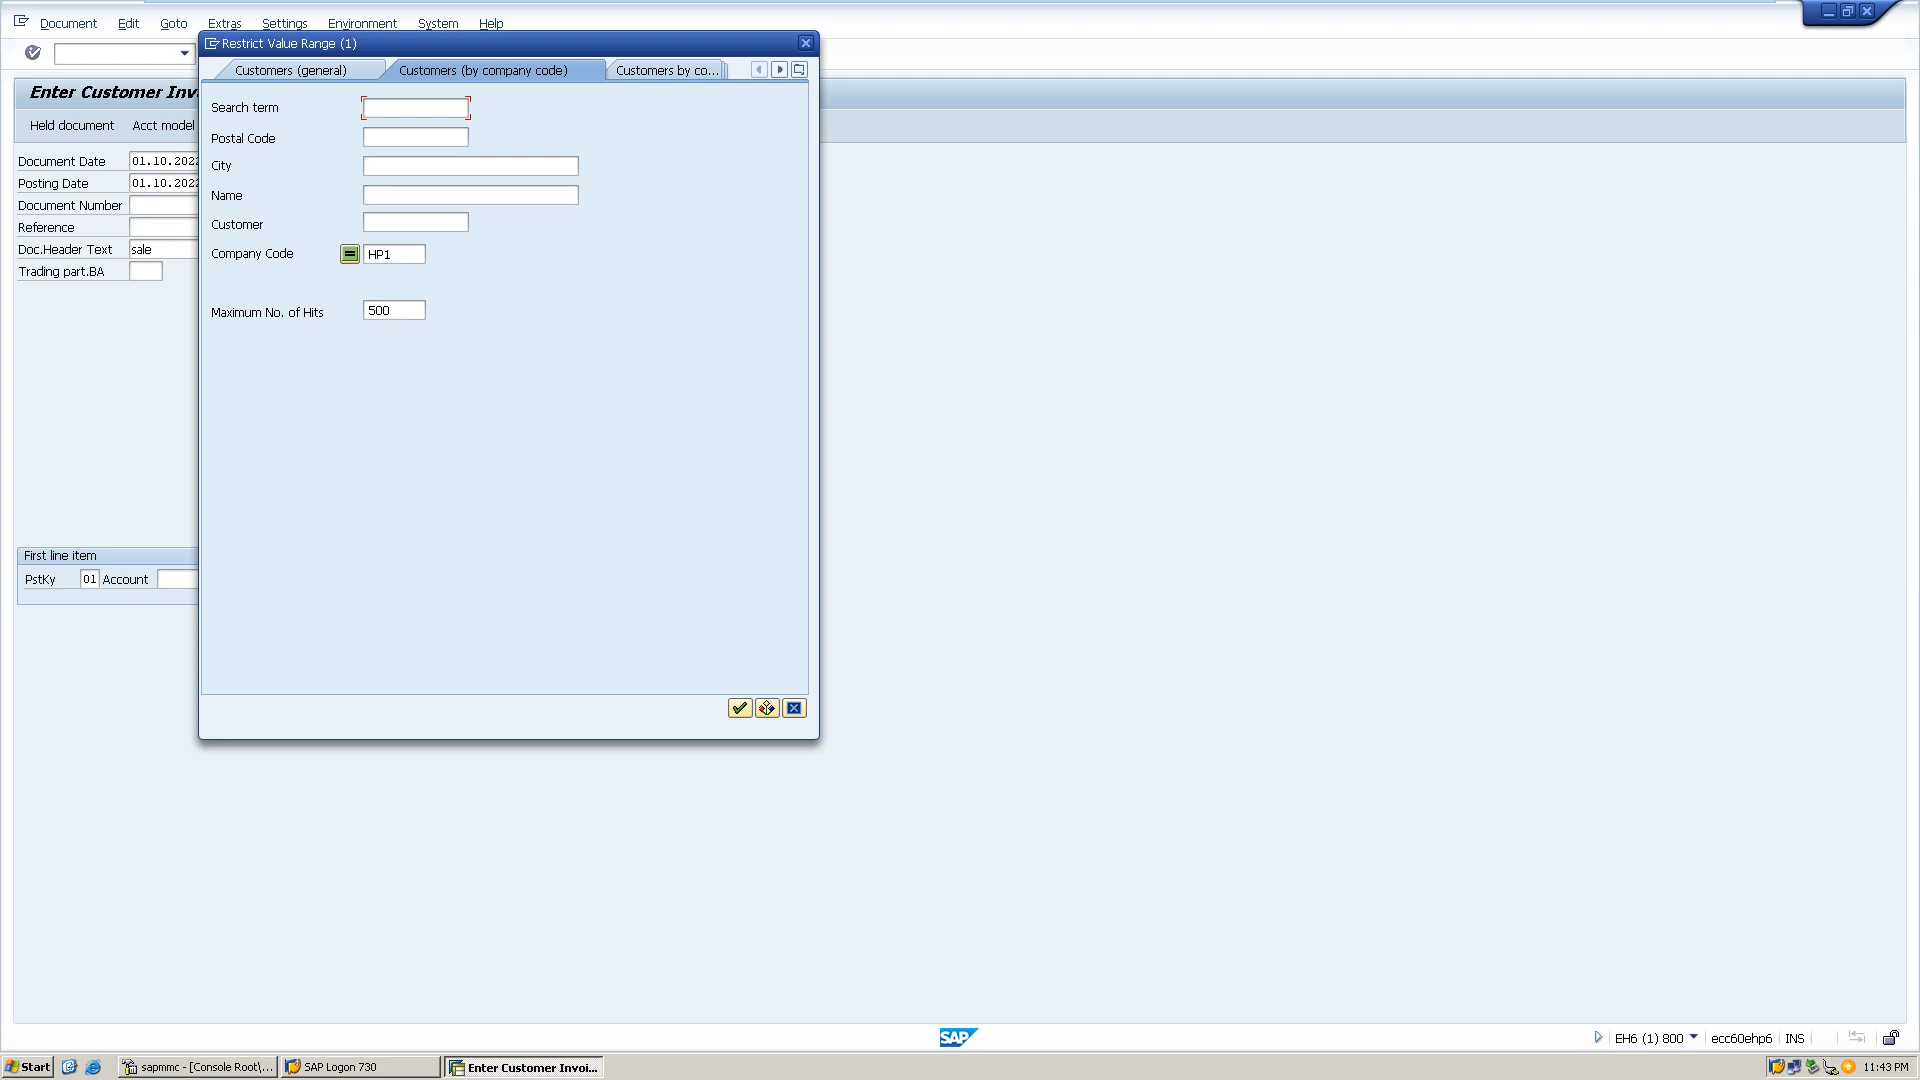 Document Edit Goto Extras Settings Environment System Help
Restrict Value Range (1)
Customers (general) Customers (by company code) Customers by co...
Enter Customer Inv
Held document Acct model
Search term
Postal Code
City
Name
Customer
Company Code HP1
Maximum No. of Hits 500
Document Date 01.10.2022
Posting Date 01.10.2022
Document Number
Reference
Doc.Header Text sale
Trading part.BA
First line item
PstKy 01 Account
SAP
EH6 (1) 800 ecc60ehp6 INS
Start sapmmc - [Console Root\... SAP Logon 730 Enter Customer Invoi... 11:43 PM